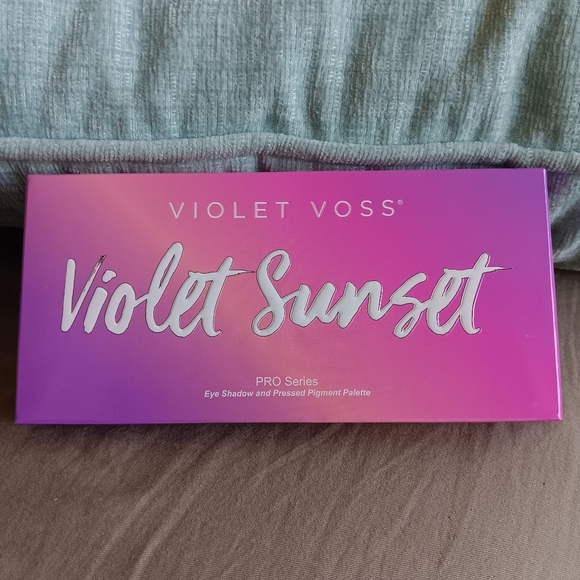 VIOLET VOSS®
Violet Sunset
PRO Series
Eye Shadow and Pressed Pigment Palette